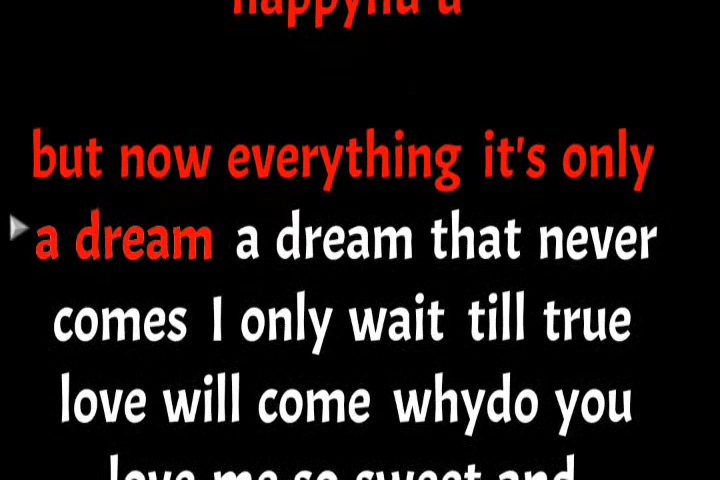 but now everything it's only
a dream a dream that never
comes I only wait till true
love will come whydo you
love me so sweet and